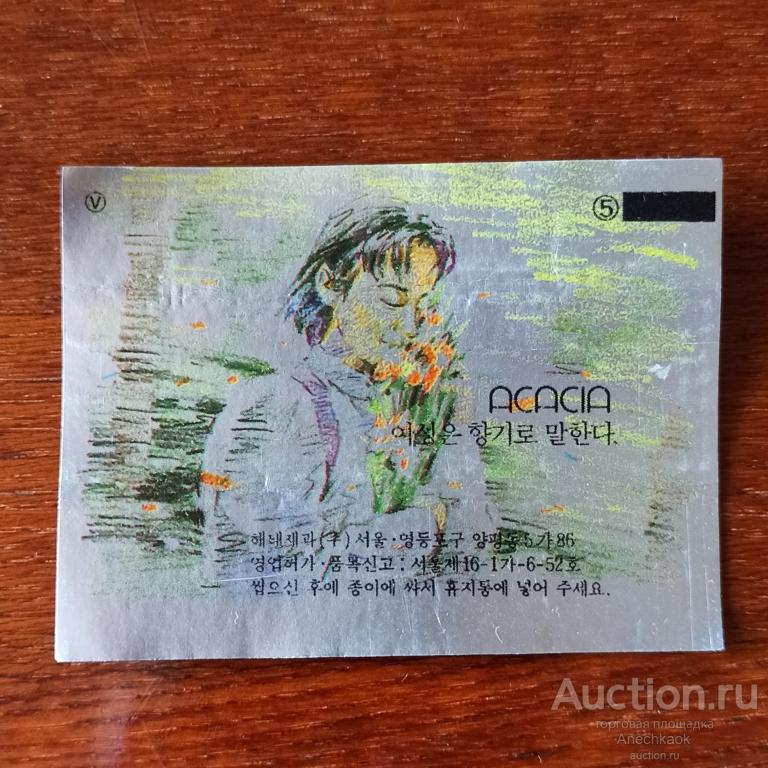 Ⓥ
⑤
ACACIA
여성은 향기로 말한다.
해태제과(주) 서울·영등포구 양평동5가86
영업허가·품목신고 : 서울제16-1가-6-52호
씹으신 후에 종이에 싸서 휴지통에 넣어 주세요.
Auction.ru
торговая площадка
Anechkaok
auction.ru